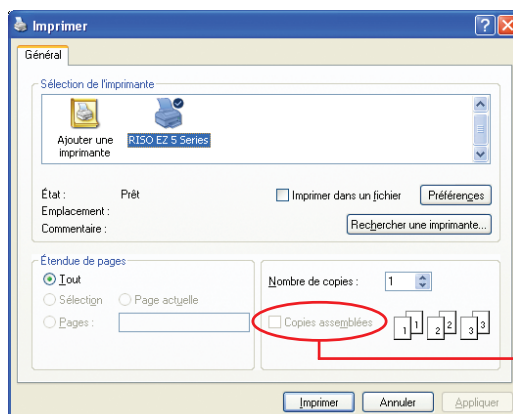 Imprimer
Général
Sélection de l'imprimante
Ajouter une
imprimante
RISO EZ 5 Series
État : Prêt
Emplacement :
Commentaire :
Imprimer dans un fichier
Préférences
Rechercher une imprimante...
Étendue de pages
Tout
Sélection
Page actuelle
Pages :
Nombre de copies : 1
Copies assemblées
1 1 2 2 3 3
Imprimer
Annuler
Appliquer